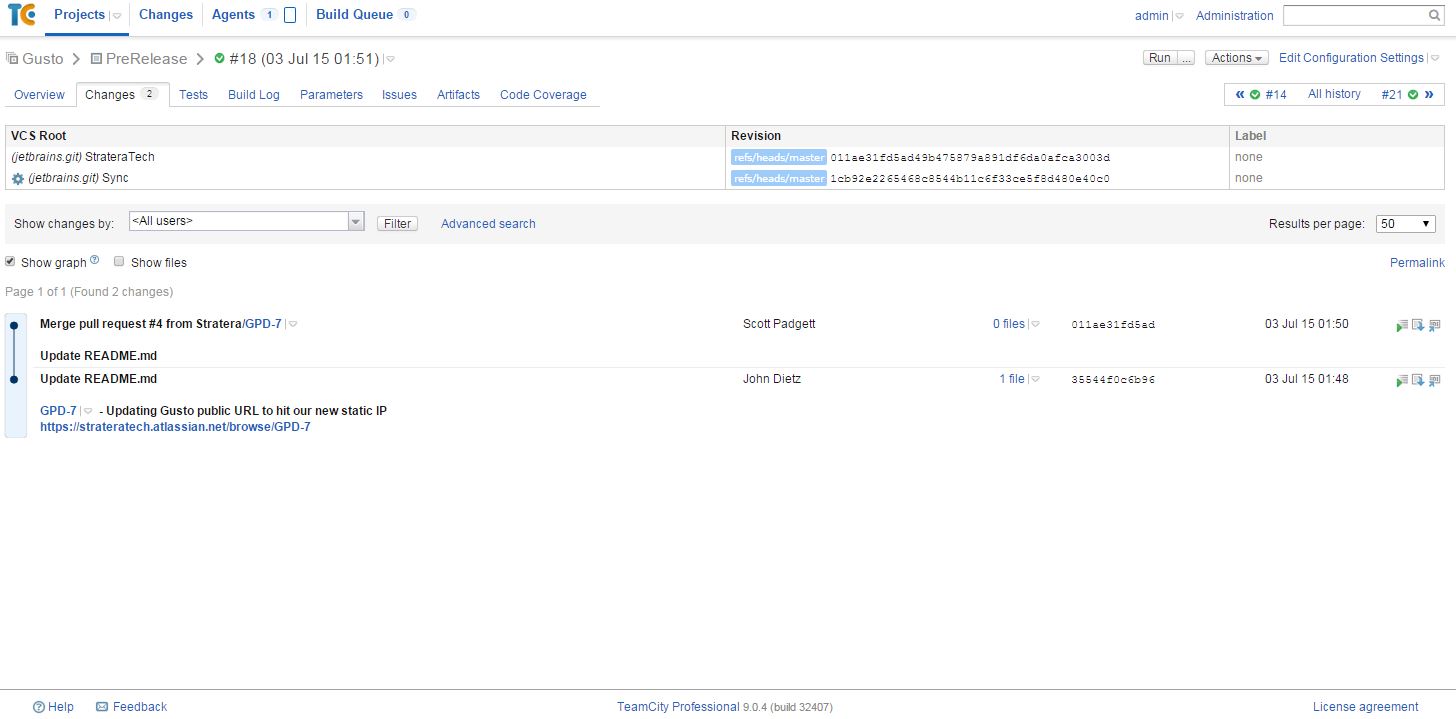 TC Projects Changes Agents 1 Build Queue 0 admin Administration
Gusto PreRelease #18 (03 Jul 15 01:51) Run ... Actions Edit Configuration Settings
Overview Changes 2 Tests Build Log Parameters Issues Artifacts Code Coverage « #14 All history #21 »
VCS Root Revision Label
(jetbrains.git) StrateraTech refs/heads/master 011ae31fd5ad49b475879a891df6da0afca3003d none
(jetbrains.git) Sync refs/heads/master 1cb92e2265468c8544b11c6f33ce5f8d480e40c0 none
Show changes by: <All users> Filter Advanced search Results per page: 50
Show graph ? Show files Permalink
Page 1 of 1 (Found 2 changes)
Merge pull request #4 from Stratera/GPD-7 Scott Padgett 0 files 011ae31fd5ad 03 Jul 15 01:50
Update README.md
Update README.md John Dietz 1 file 35544f0c6b96 03 Jul 15 01:48
GPD-7 - Updating Gusto public URL to hit our new static IP
https://strateratech.atlassian.net/browse/GPD-7
? Help Feedback TeamCity Professional 9.0.4 (build 32407) License agreement